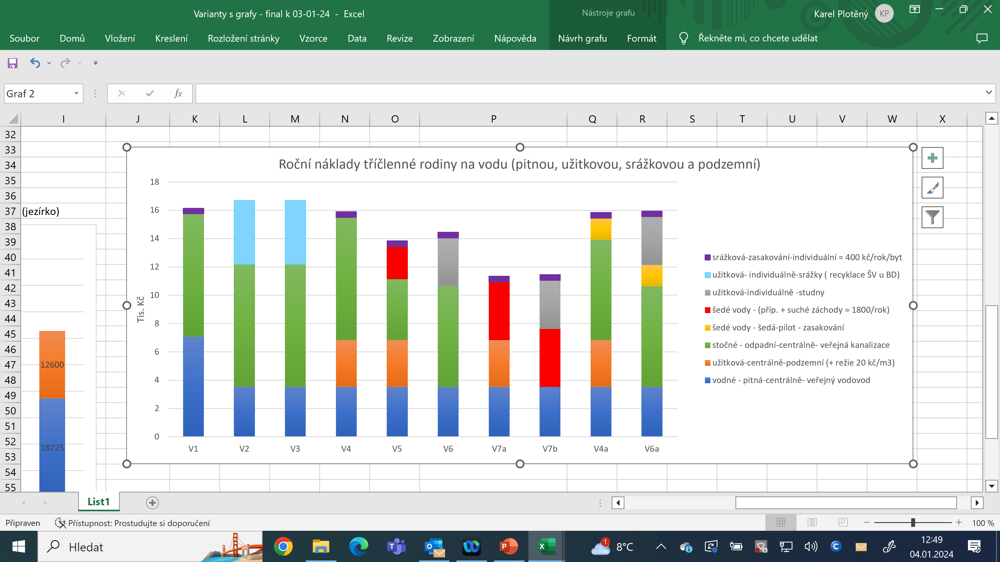 Varianty s grafy - final k 03-01-24 - Excel
Nástroje grafu
Karel Plotěný
KP
Soubor Domů Vložení Kreslení Rozložení stránky Vzorce Data Revize Zobrazení Nápověda Návrh grafu Formát Řekněte mi, co chcete udělat
Graf 2
fx
I J K L M N O P Q R S T U V W X
32
33
34
35
36
37 (jezírko)
38
39
40
41
42
43
44
45
46
47
48
49
50
51
52
53
54
55
12600
18725
Roční náklady tříčlenné rodiny na vodu (pitnou, užitkovou, srážkovou a podzemní)
Tis. Kč
18
16
14
12
10
8
6
4
2
0
V1 V2 V3 V4 V5 V6 V7a V7b V4a V6a
srážková-zasakování-individuální = 400 kč/rok/byt
užitková- individuálně-srážky ( recyklace ŠV u BD)
užitková-individuálně -studny
šedé vody - (příp. + suché záchody = 1800/rok)
šedé vody - šedá-pilot - zasakování
stočné - odpadní-centrálně- veřejná kanalizace
užitková-centrálně-podzemní (+ režie 20 kč/m3)
vodné - pitná-centrálně- veřejný vodovod
List1
Připraven
Přístupnost: Prostudujte si doporučení
100 %
Hledat
1
8°C
12:49
04.01.2024